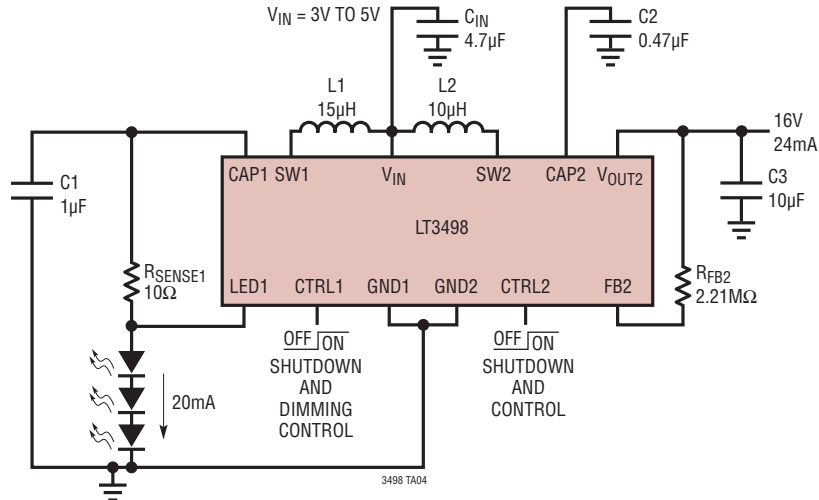 V_IN = 3V TO 5V
C_IN
4.7µF
C2
0.47µF
L1
15µH
L2
10µH
16V
24mA
C1
1µF
CAP1
SW1
V_IN
SW2
CAP2
V_OUT2
C3
10µF
LT3498
R_SENSE1
10Ω
LED1
CTRL1
GND1
GND2
CTRL2
FB2
R_FB2
2.21MΩ
OFF ON
SHUTDOWN
AND
DIMMING
CONTROL
OFF ON
SHUTDOWN
AND
CONTROL
20mA
3498 TA04